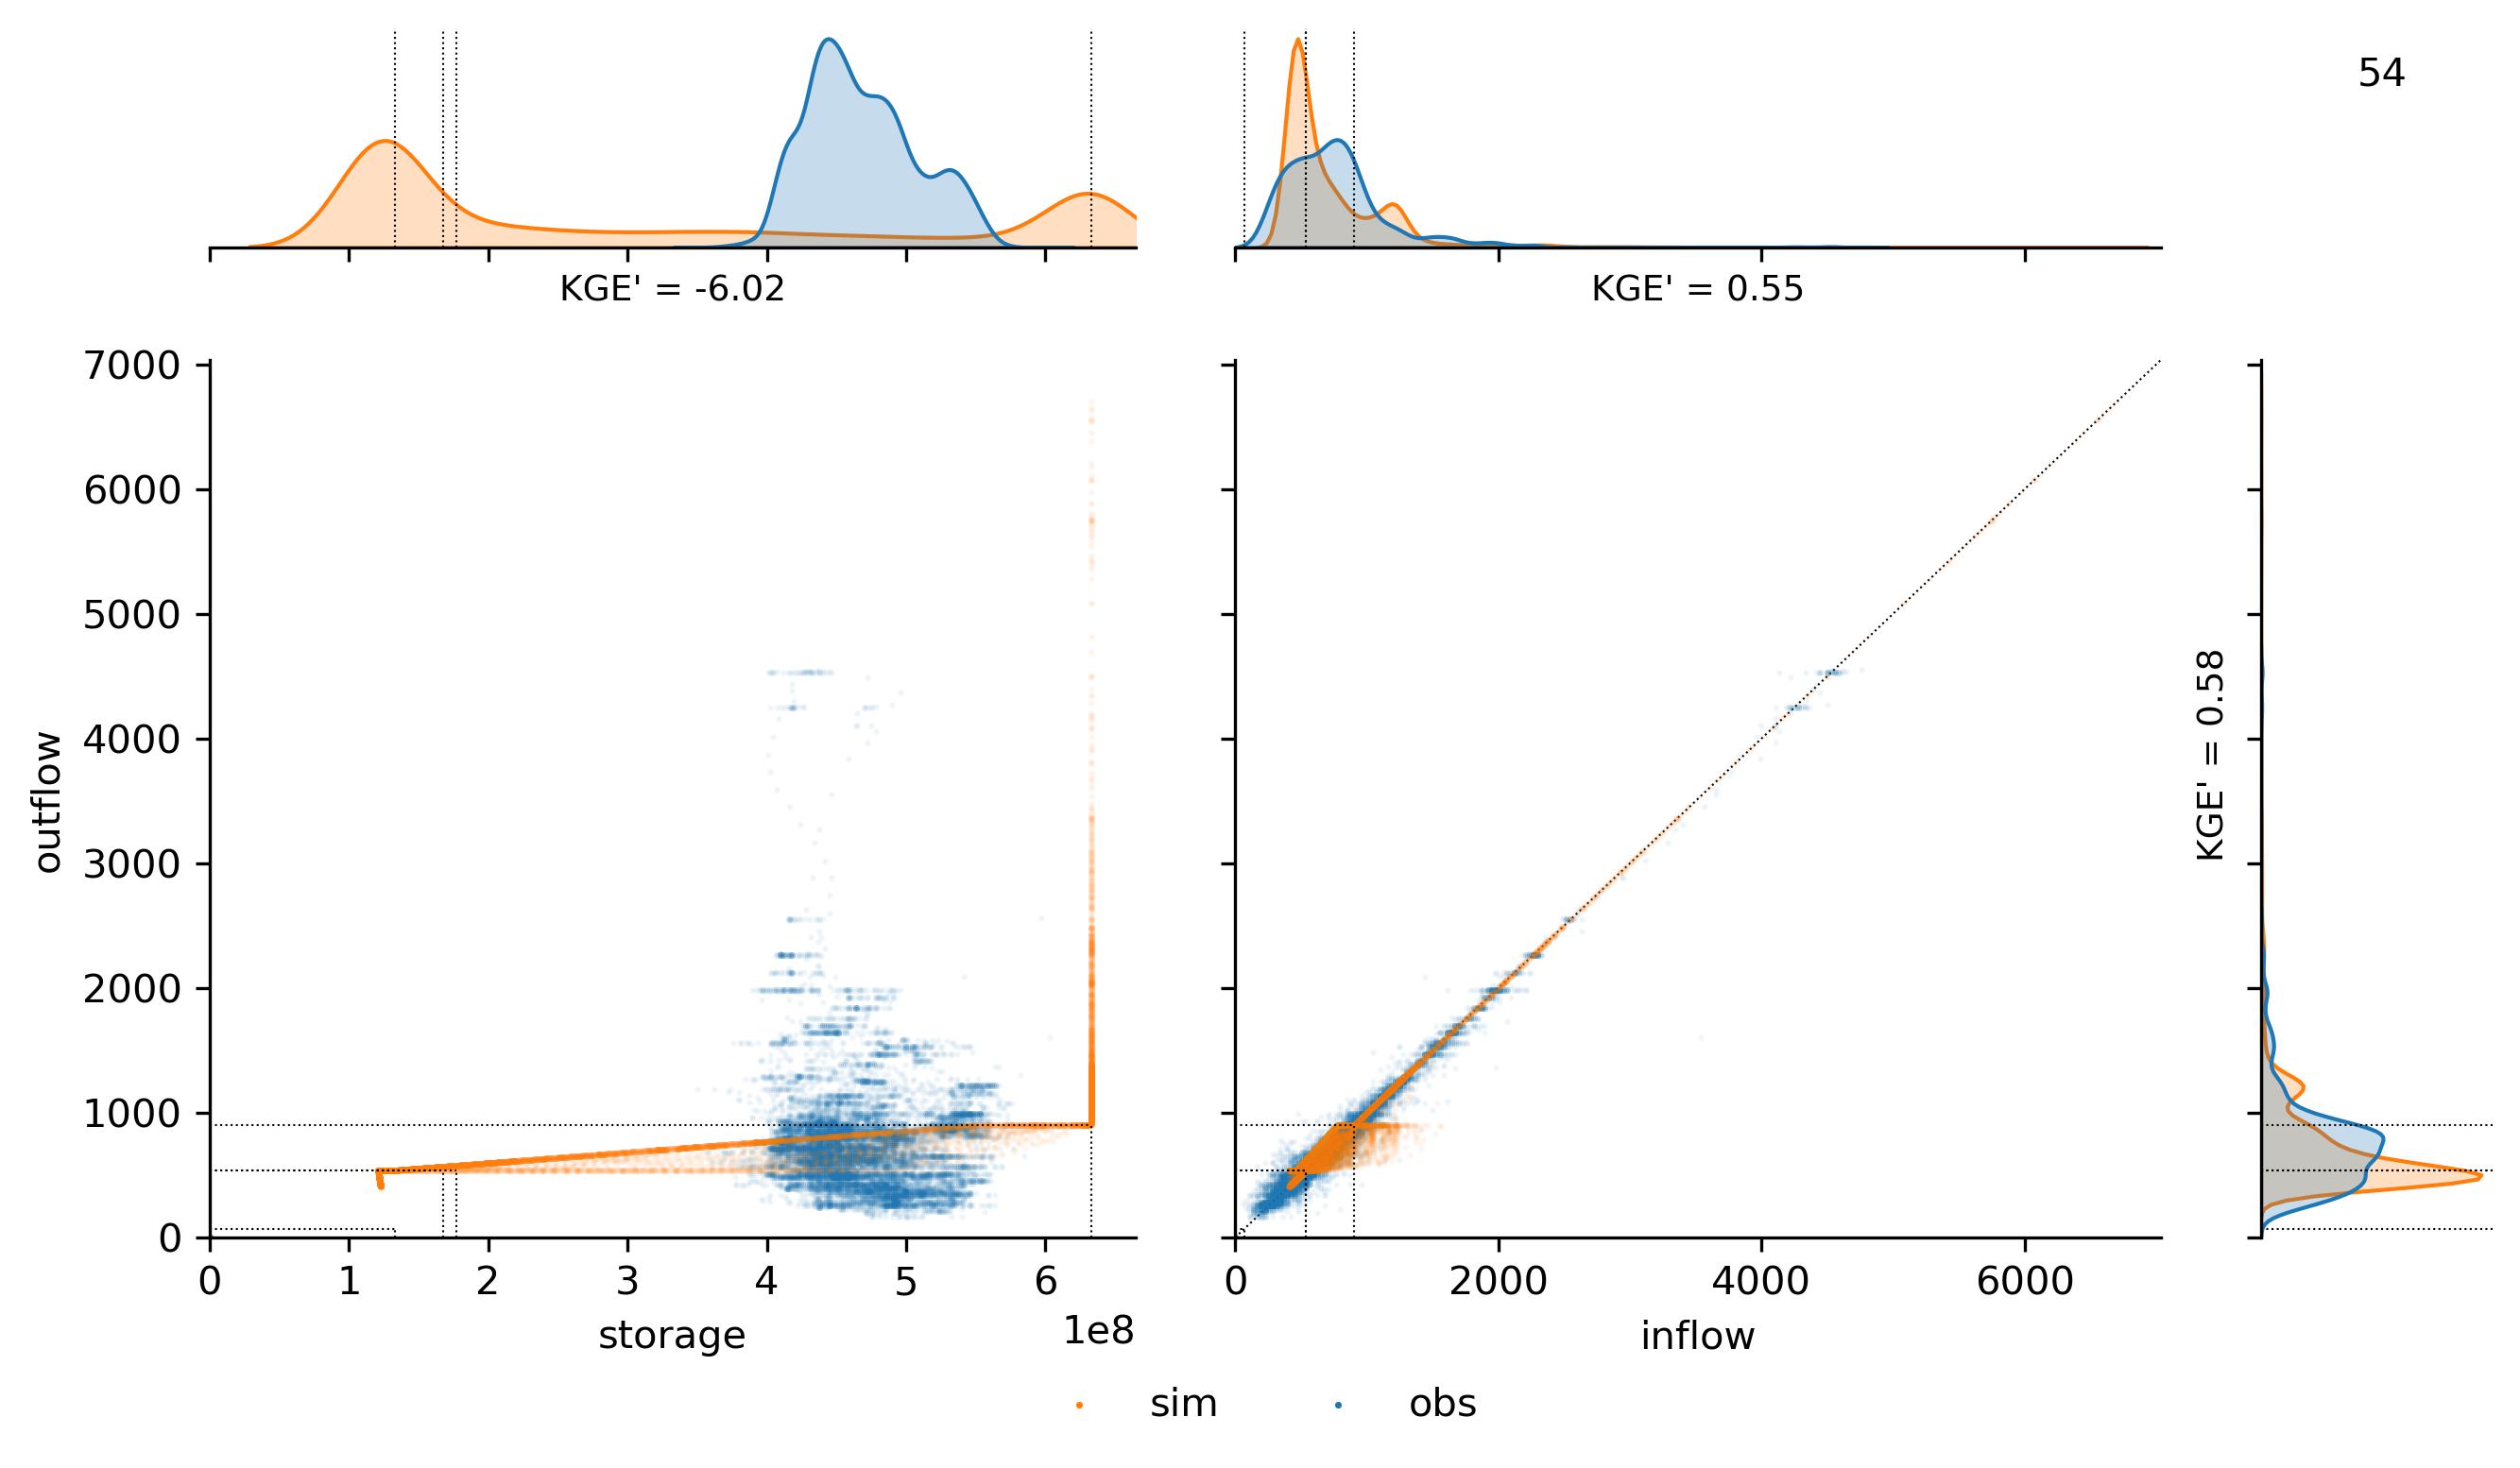 54
KGE' = -6.02
KGE' = 0.55
7000
6000
5000
4000
3000
2000
1000
0
outflow
0 1 2 3 4 5 6
1e8
storage
0 2000 4000 6000
inflow
KGE' = 0.58
sim obs